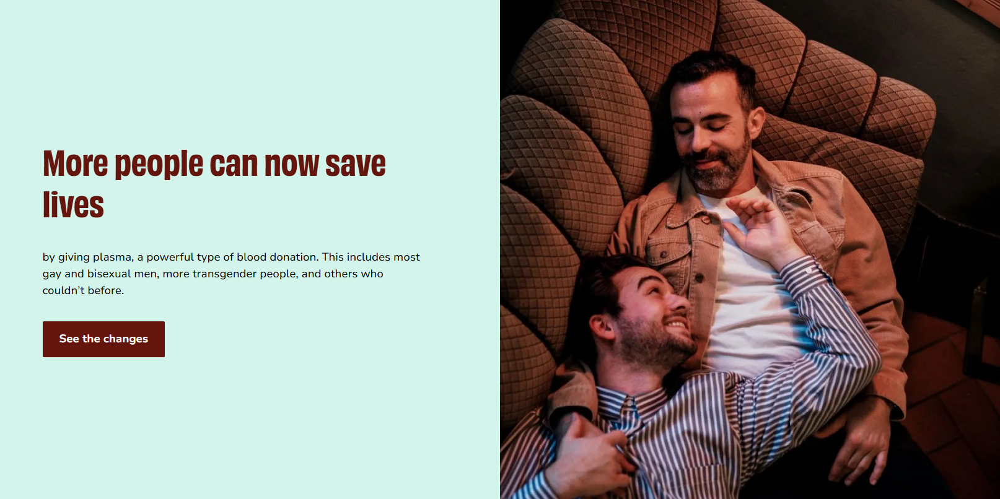 More people can now save
lives
by giving plasma, a powerful type of blood donation. This includes most
gay and bisexual men, more transgender people, and others who
couldn’t before.
See the changes